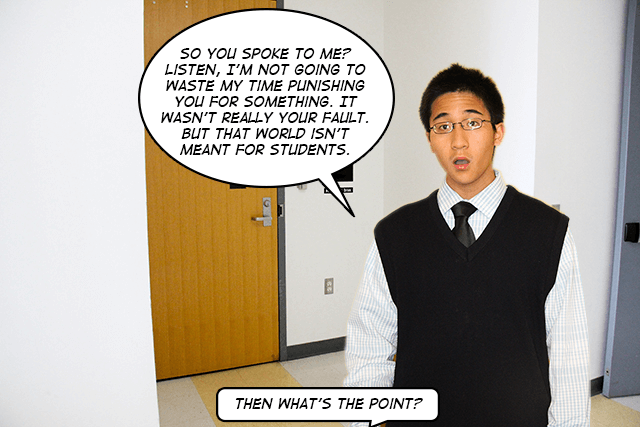 SO YOU SPOKE TO ME?
LISTEN, I'M NOT GOING TO
WASTE MY TIME PUNISHING
YOU FOR SOMETHING. IT
WASN'T REALLY YOUR FAULT.
BUT THAT WORLD ISN'T
MEANT FOR STUDENTS.
THEN WHAT'S THE POINT?